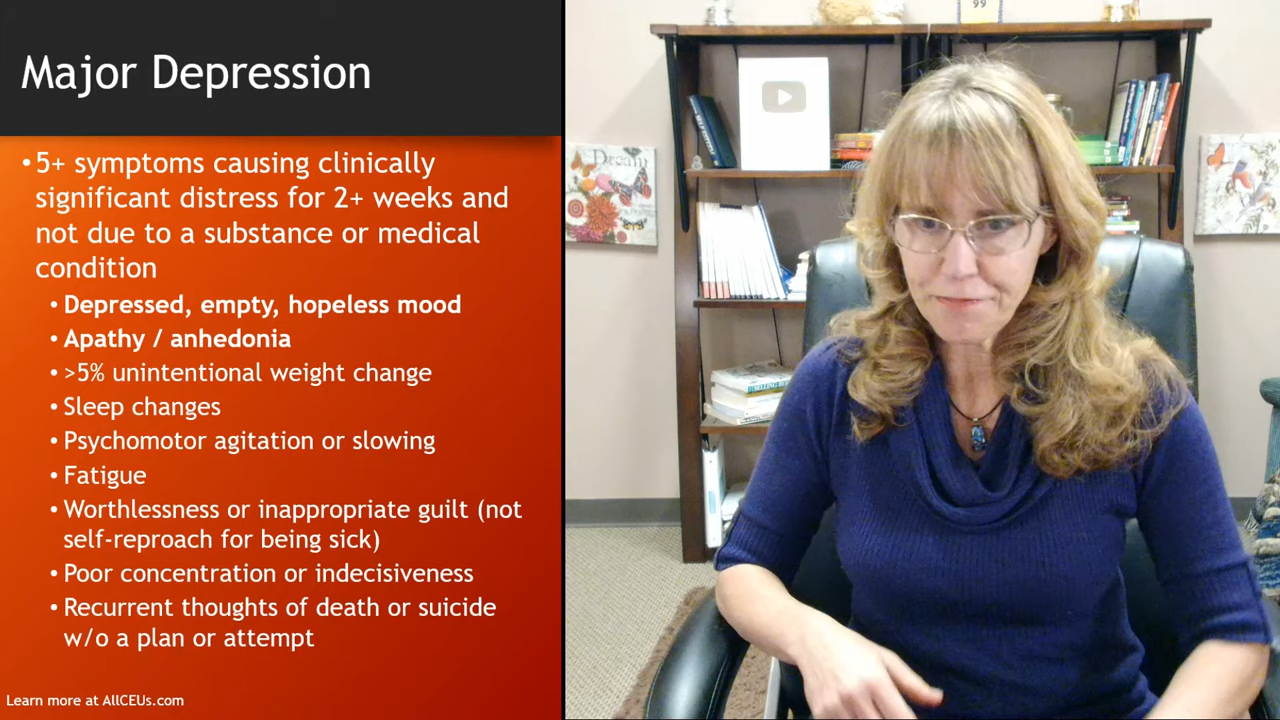 Major Depression
• 5+ symptoms causing clinically
significant distress for 2+ weeks and
not due to a substance or medical
condition
• Depressed, empty, hopeless mood
• Apathy / anhedonia
• >5% unintentional weight change
• Sleep changes
• Psychomotor agitation or slowing
• Fatigue
• Worthlessness or inappropriate guilt (not
self-reproach for being sick)
• Poor concentration or indecisiveness
• Recurrent thoughts of death or suicide
w/o a plan or attempt
Learn more at AllCEUs.com
99
Dream